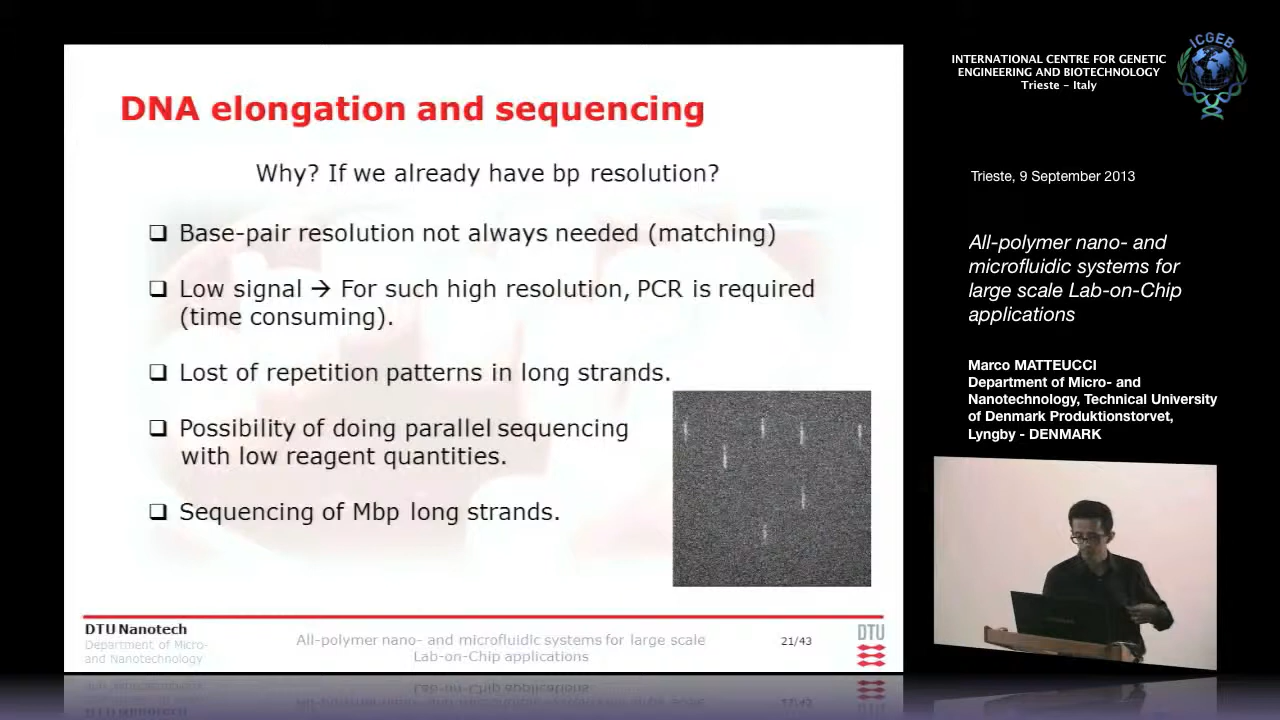 DNA elongation and sequencing
Why? If we already have bp resolution?
❑ Base-pair resolution not always needed (matching)
❑ Low signal → For such high resolution, PCR is required
(time consuming).
❑ Lost of repetition patterns in long strands.
❑ Possibility of doing parallel sequencing
with low reagent quantities.
❑ Sequencing of Mbp long strands.
DTU Nanotech
Department of Micro-
and Nanotechnology
All-polymer nano- and microfluidic systems for large scale
Lab-on-Chip applications
21/43
DTU
INTERNATIONAL CENTRE FOR GENETIC
ENGINEERING AND BIOTECHNOLOGY
Trieste - Italy
ICGEB
Trieste, 9 September 2013
All-polymer nano- and
microfluidic systems for
large scale Lab-on-Chip
applications
Marco MATTEUCCI
Department of Micro- and
Nanotechnology, Technical University
of Denmark Produktionstorvet,
Lyngby - DENMARK